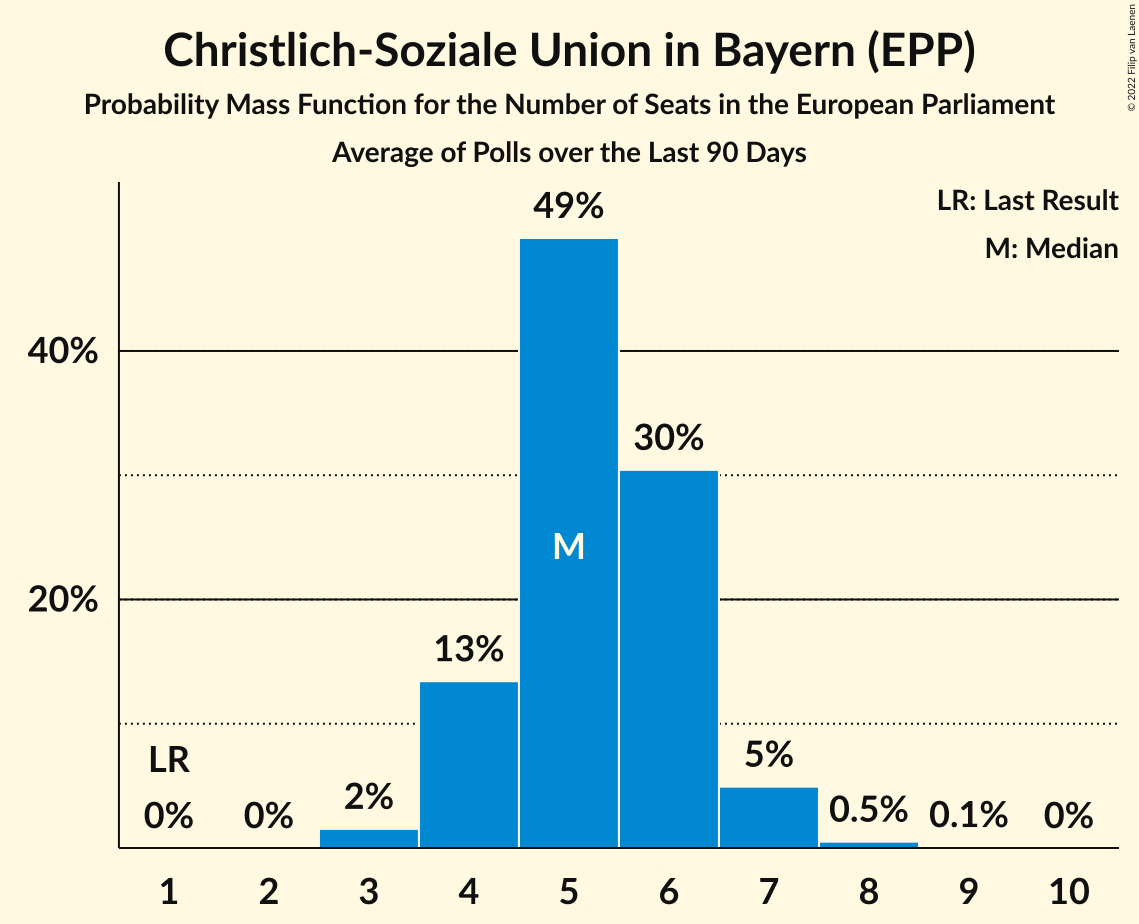 Christlich-Soziale Union in Bayern (EPP)
Probability Mass Function for the Number of Seats in the European Parliament
Average of Polls over the Last 90 Days
© 2022 Filip van Laenen
LR: Last Result
M: Median
49%
40%
30%
M
20%
13%
LR
5%
2%
0.5%
0%
0%
0.1%
0%
1 2 3 4 5 6 7 8 9 10